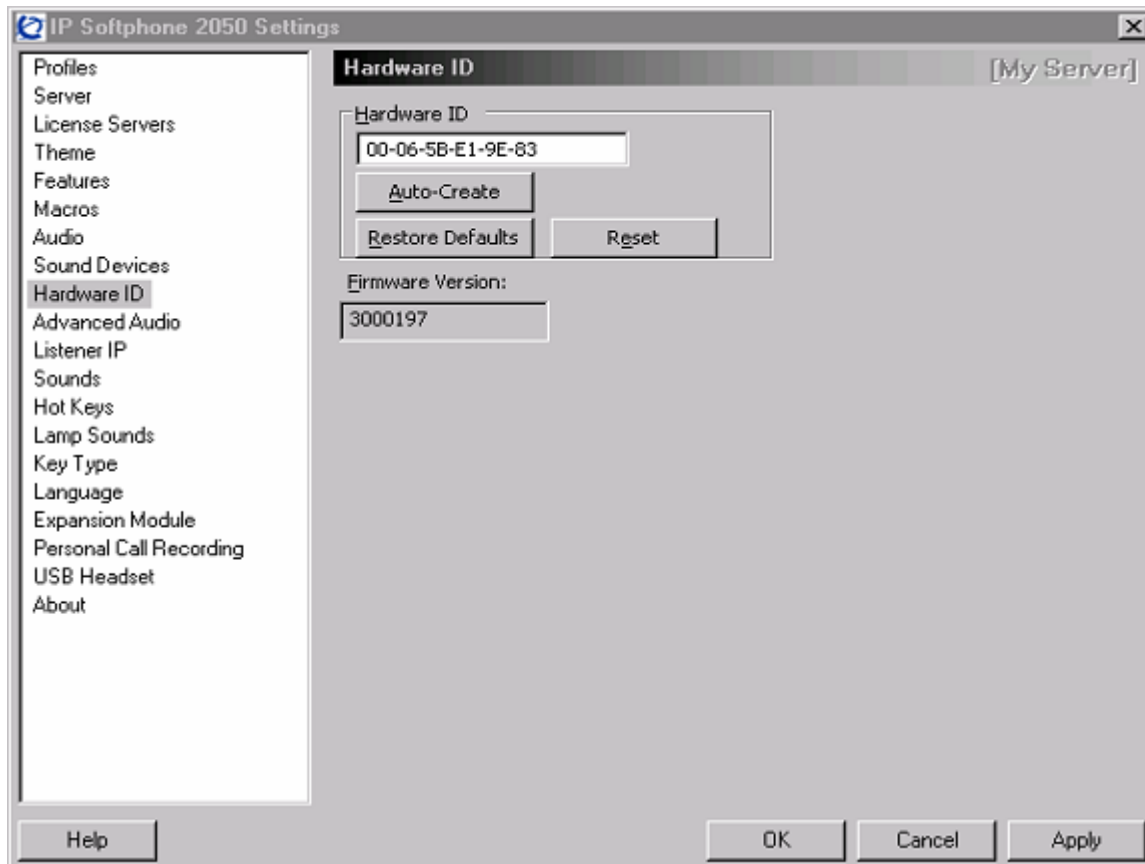 IP Softphone 2050 Settings
Profiles
Server
License Servers
Theme
Features
Macros
Audio
Sound Devices
Hardware ID
Advanced Audio
Listener IP
Sounds
Hot Keys
Lamp Sounds
Key Type
Language
Expansion Module
Personal Call Recording
USB Headset
About
Hardware ID [My Server]
Hardware ID
00-06-5B-E1-9E-83
Auto-Create
Restore Defaults Reset
Firmware Version:
3000197
Help OK Cancel Apply